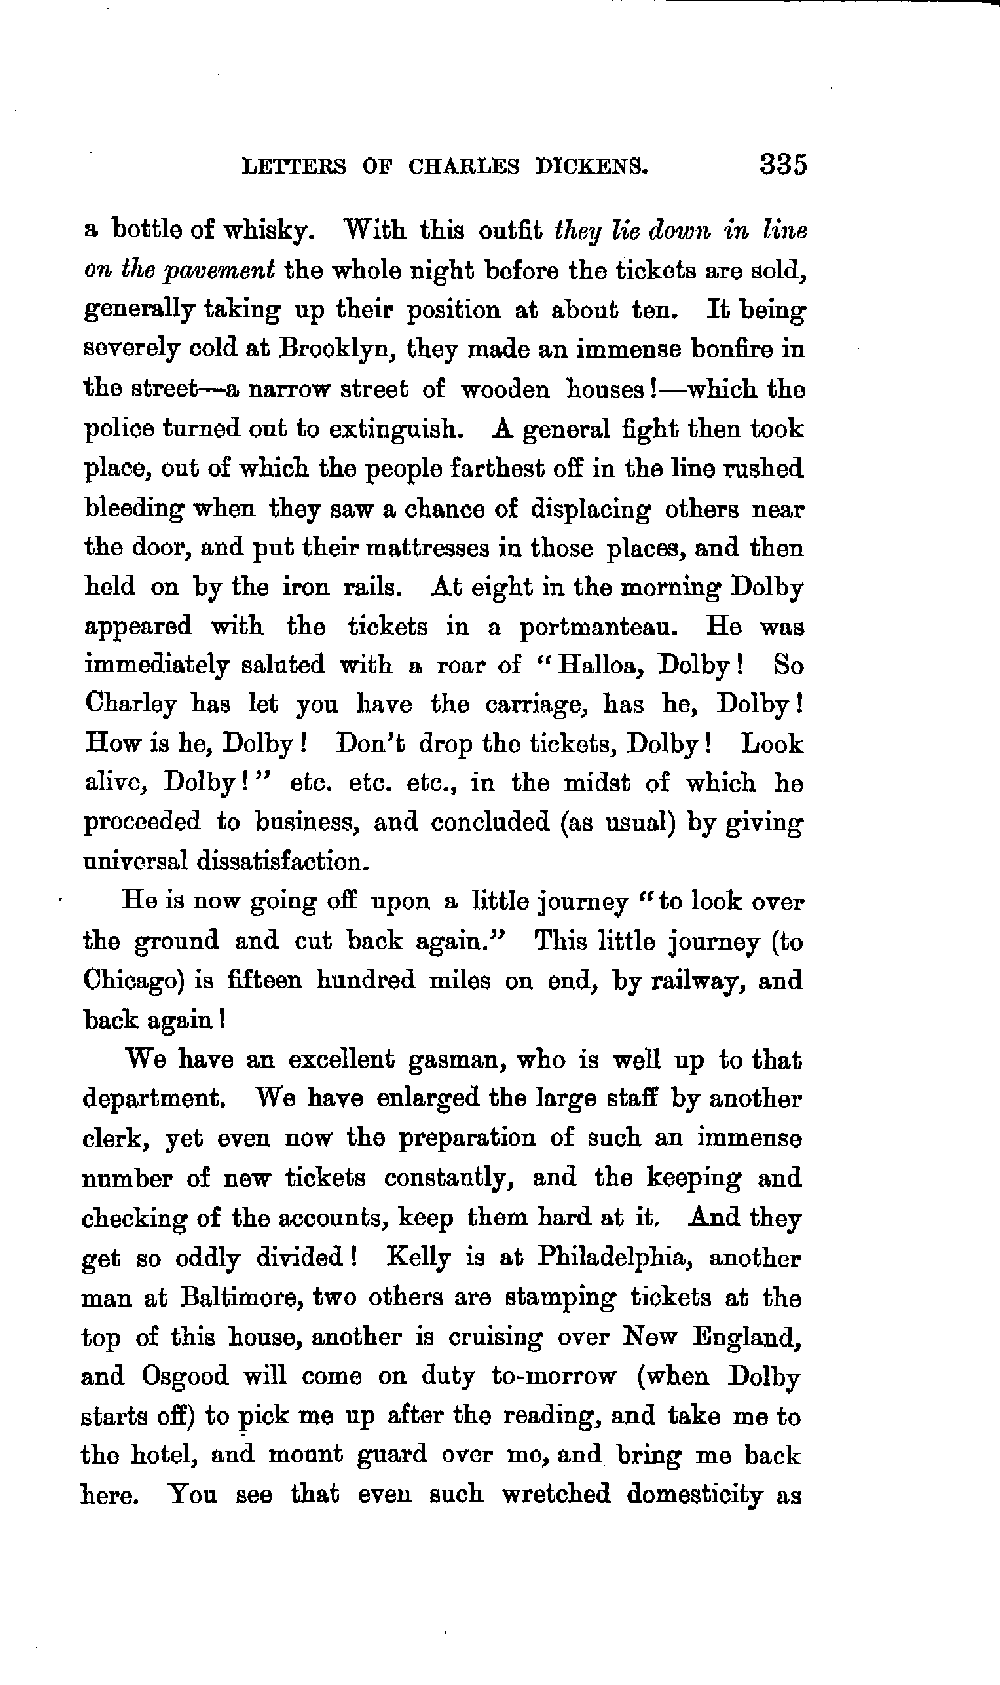 LETTERS OF CHARLES DICKENS. 335
a bottle of whisky. With this outfit they lie down in line
on the pavement the whole night before the tickets are sold,
generally taking up their position at about ten. It being
severely cold at Brooklyn, they made an immense bonfire in
the street—a narrow street of wooden houses!—which the
police turned out to extinguish. A general fight then took
place, out of which the people farthest off in the line rushed
bleeding when they saw a chance of displacing others near
the door, and put their mattresses in those places, and then
held on by the iron rails. At eight in the morning Dolby
appeared with the tickets in a portmanteau. He was
immediately saluted with a roar of "Halloa, Dolby! So
Charley has let you have the carriage, has he, Dolby!
How is he, Dolby! Don't drop the tickets, Dolby! Look
alive, Dolby!" etc. etc. etc., in the midst of which he
proceeded to business, and concluded (as usual) by giving
universal dissatisfaction.
He is now going off upon a little journey "to look over
the ground and cut back again." This little journey (to
Chicago) is fifteen hundred miles on end, by railway, and
back again!
We have an excellent gasman, who is well up to that
department. We have enlarged the large staff by another
clerk, yet even now the preparation of such an immense
number of new tickets constantly, and the keeping and
checking of the accounts, keep them hard at it. And they
get so oddly divided! Kelly is at Philadelphia, another
man at Baltimore, two others are stamping tickets at the
top of this house, another is cruising over New England,
and Osgood will come on duty to-morrow (when Dolby
starts off) to pick me up after the reading, and take me to
the hotel, and mount guard over me, and bring me back
here. You see that even such wretched domesticity as